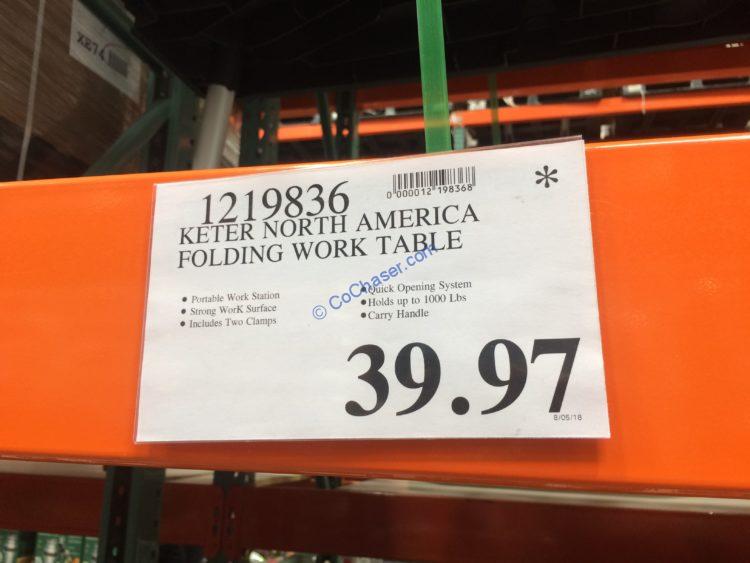 XE74
1219836
0 000012 198368
*
KETER NORTH AMERICA
FOLDING WORK TABLE
• Portable Work Station
• Strong WorK Surface
• Includes Two Clamps
• Quick Opening System
• Holds up to 1000 Lbs
• Carry Handle
© CoChaser.com
39.97
8/05/18